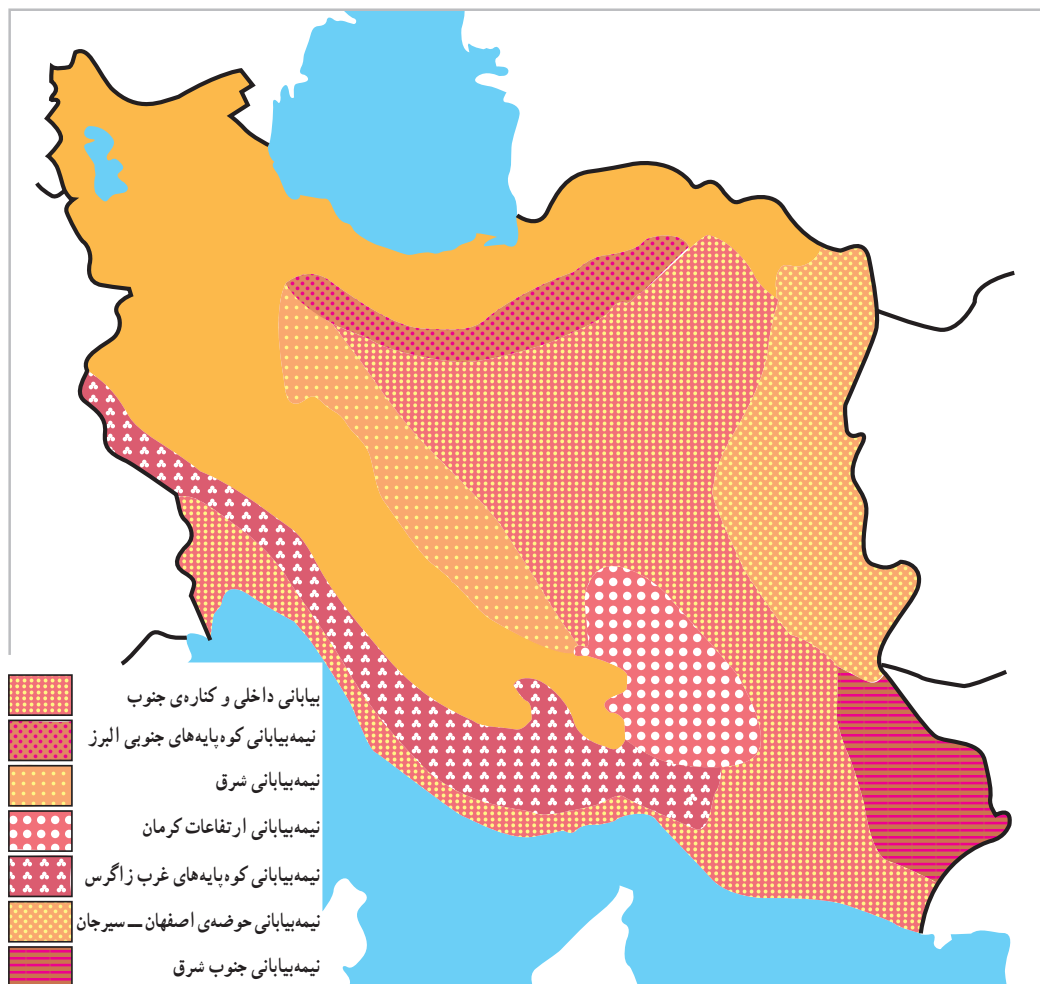 بیابانی داخلی و کناره‌ی جنوب
نیمه‌بیابانی کوه‌پایه‌های جنوبی البرز
نیمه‌بیابانی شرق
نیمه‌بیابانی ارتفاعات کرمان
نیمه‌بیابانی کوه‌پایه‌های غرب زاگرس
نیمه‌بیابانی حوضه‌ی اصفهان ــ سیرجان
نیمه‌بیابانی جنوب شرق